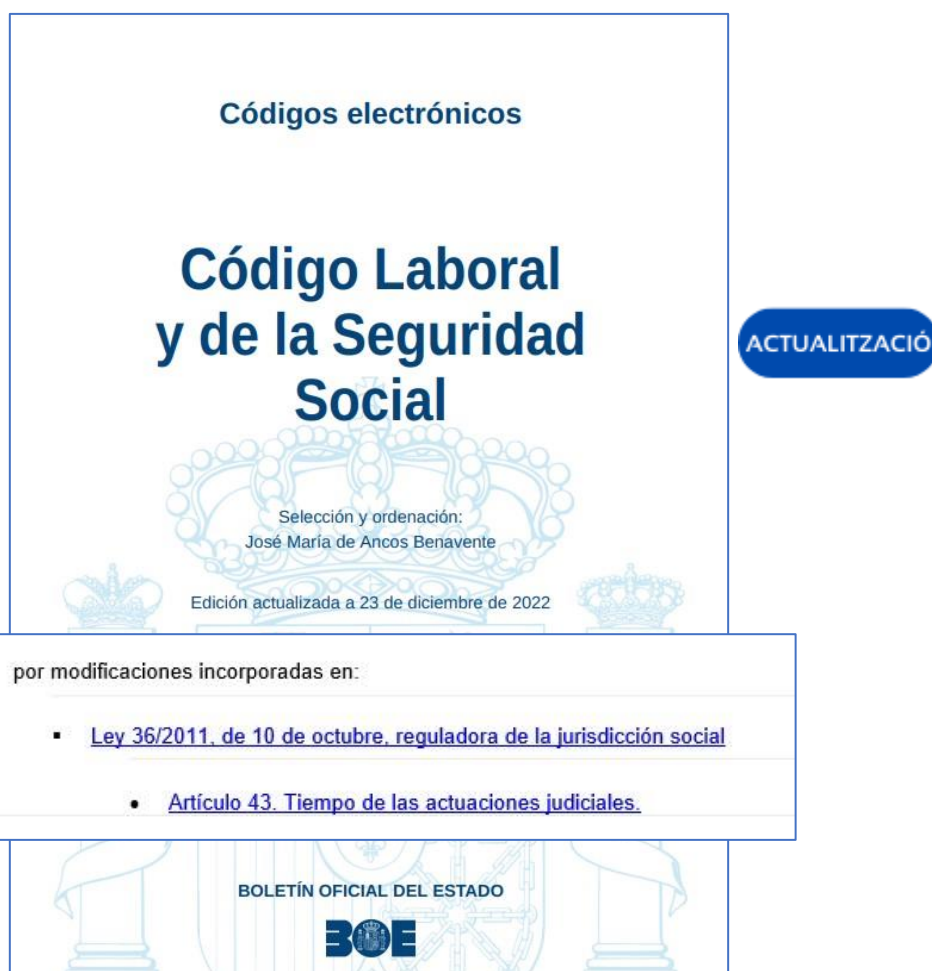 Códigos electrónicos
Código Laboral
y de la Seguridad
Social
ACTUALITZACIÓ
Selección y ordenación:
José María de Ancos Benavente
Edición actualizada a 23 de diciembre de 2022
por modificaciones incorporadas en:
▪ Ley 36/2011, de 10 de octubre, reguladora de la jurisdicción social
• Artículo 43. Tiempo de las actuaciones judiciales.
BOLETÍN OFICIAL DEL ESTADO
BOE